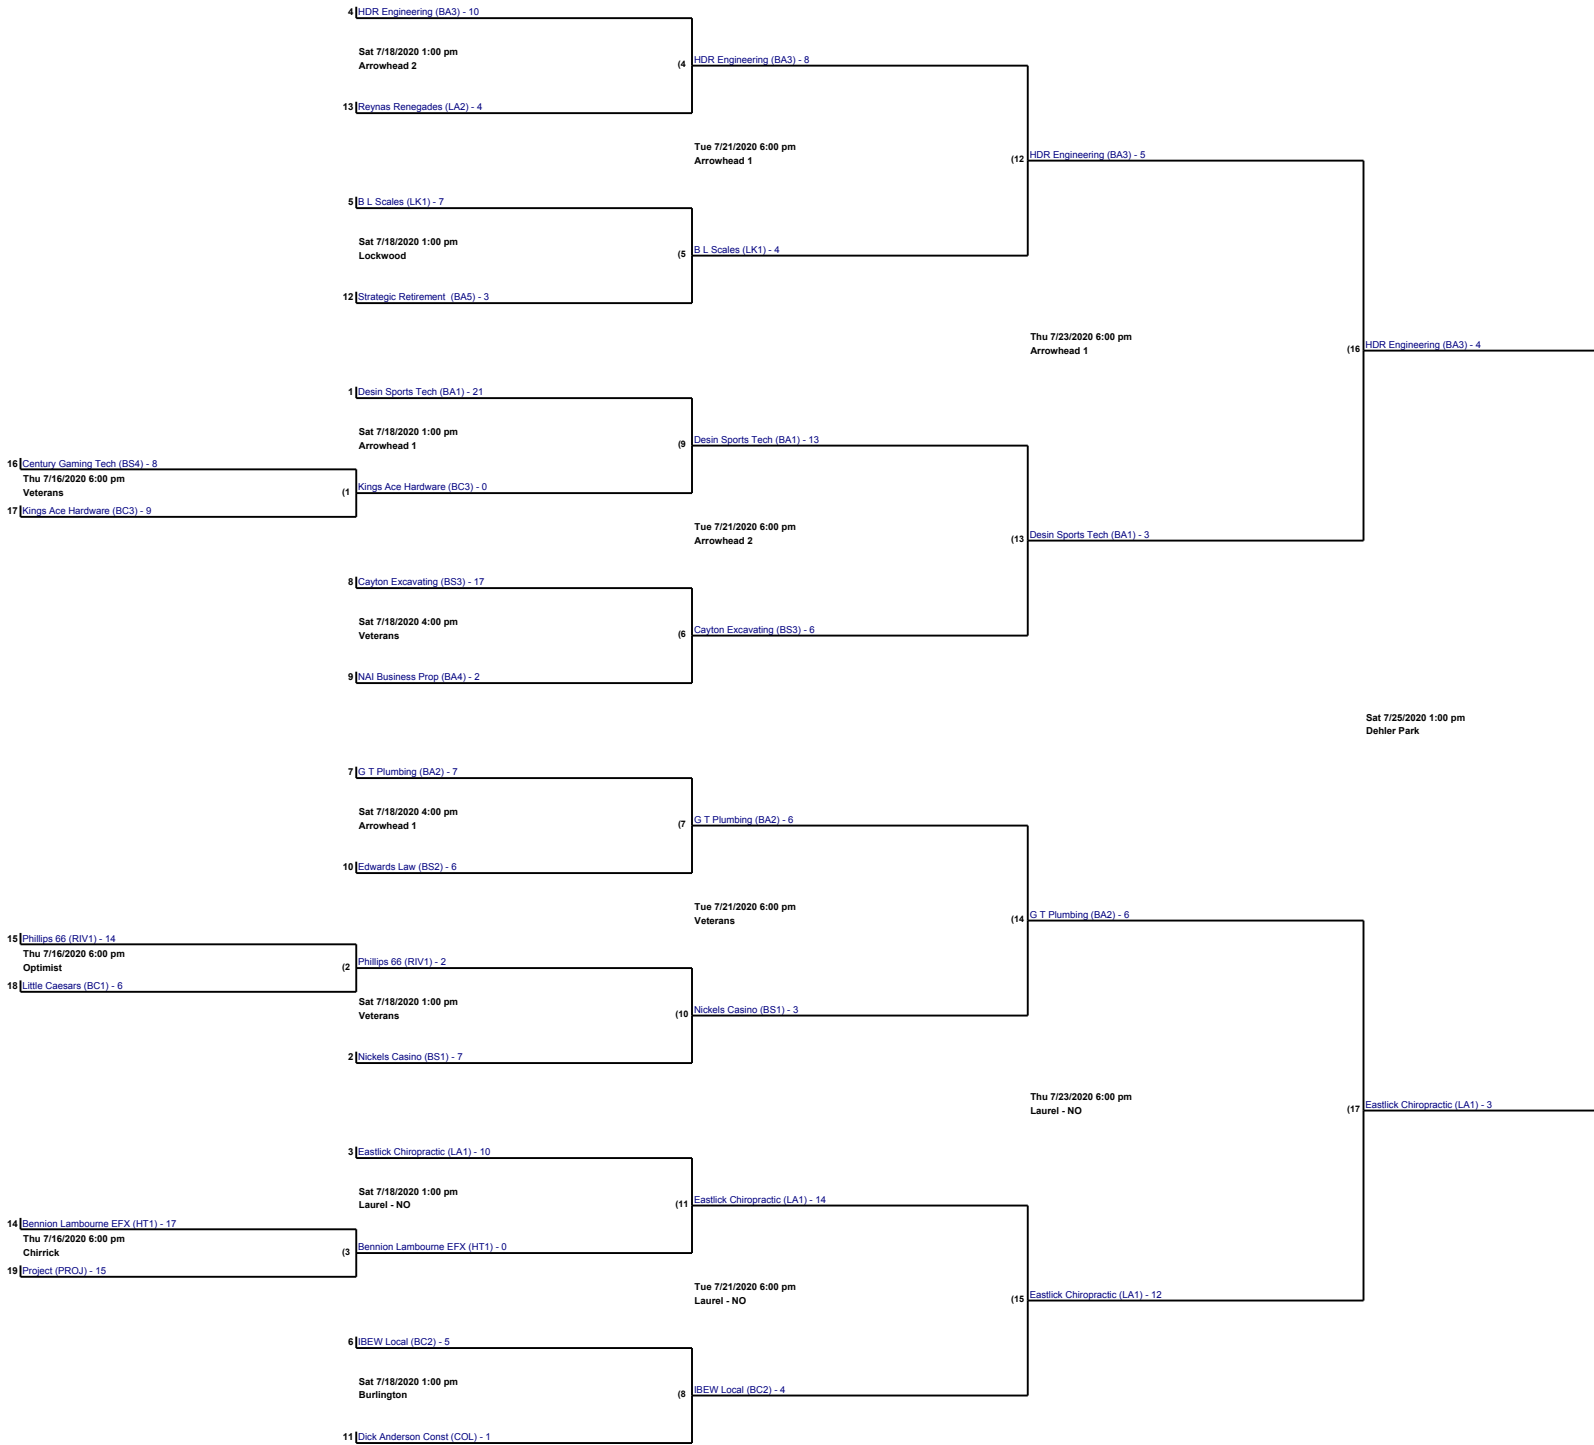 4 HDR Engineering (BA3) - 10
Sat 7/18/2020 1:00 pm
Arrowhead 2
(4 HDR Engineering (BA3) - 8
13 Reynas Renegades (LA2) - 4
Tue 7/21/2020 6:00 pm
Arrowhead 1
(12 HDR Engineering (BA3) - 5
5 B L Scales (LK1) - 7
Sat 7/18/2020 1:00 pm
Lockwood
(5 B L Scales (LK1) - 4
12 Strategic Retirement (BA5) - 3
Thu 7/23/2020 6:00 pm
Arrowhead 1
(16 HDR Engineering (BA3) - 4
1 Desin Sports Tech (BA1) - 21
Sat 7/18/2020 1:00 pm
Arrowhead 1
(9 Desin Sports Tech (BA1) - 13
16 Century Gaming Tech (BS4) - 8
Thu 7/16/2020 6:00 pm
Veterans
(1 Kings Ace Hardware (BC3) - 0
17 Kings Ace Hardware (BC3) - 9
Tue 7/21/2020 6:00 pm
Arrowhead 2
(13 Desin Sports Tech (BA1) - 3
8 Cayton Excavating (BS3) - 17
Sat 7/18/2020 4:00 pm
Veterans
(6 Cayton Excavating (BS3) - 6
9 NAI Business Prop (BA4) - 2
Sat 7/25/2020 1:00 pm
Dehler Park
7 G T Plumbing (BA2) - 7
Sat 7/18/2020 4:00 pm
Arrowhead 1
(7 G T Plumbing (BA2) - 6
10 Edwards Law (BS2) - 6
Tue 7/21/2020 6:00 pm
Veterans
(14 G T Plumbing (BA2) - 6
15 Phillips 66 (RIV1) - 14
Thu 7/16/2020 6:00 pm
Optimist
(2 Phillips 66 (RIV1) - 2
18 Little Caesars (BC1) - 6
Sat 7/18/2020 1:00 pm
Veterans
(10 Nickels Casino (BS1) - 3
2 Nickels Casino (BS1) - 7
Thu 7/23/2020 6:00 pm
Laurel - NO
(17 Eastlick Chiropractic (LA1) - 3
3 Eastlick Chiropractic (LA1) - 10
Sat 7/18/2020 1:00 pm
Laurel - NO
(11 Eastlick Chiropractic (LA1) - 14
14 Bennion Lambourne EFX (HT1) - 17
Thu 7/16/2020 6:00 pm
Chirrick
(3 Bennion Lambourne EFX (HT1) - 0
19 Project (PROJ) - 15
Tue 7/21/2020 6:00 pm
Laurel - NO
(15 Eastlick Chiropractic (LA1) - 12
6 IBEW Local (BC2) - 5
Sat 7/18/2020 1:00 pm
Burlington
(8 IBEW Local (BC2) - 4
11 Dick Anderson Const (COL) - 1